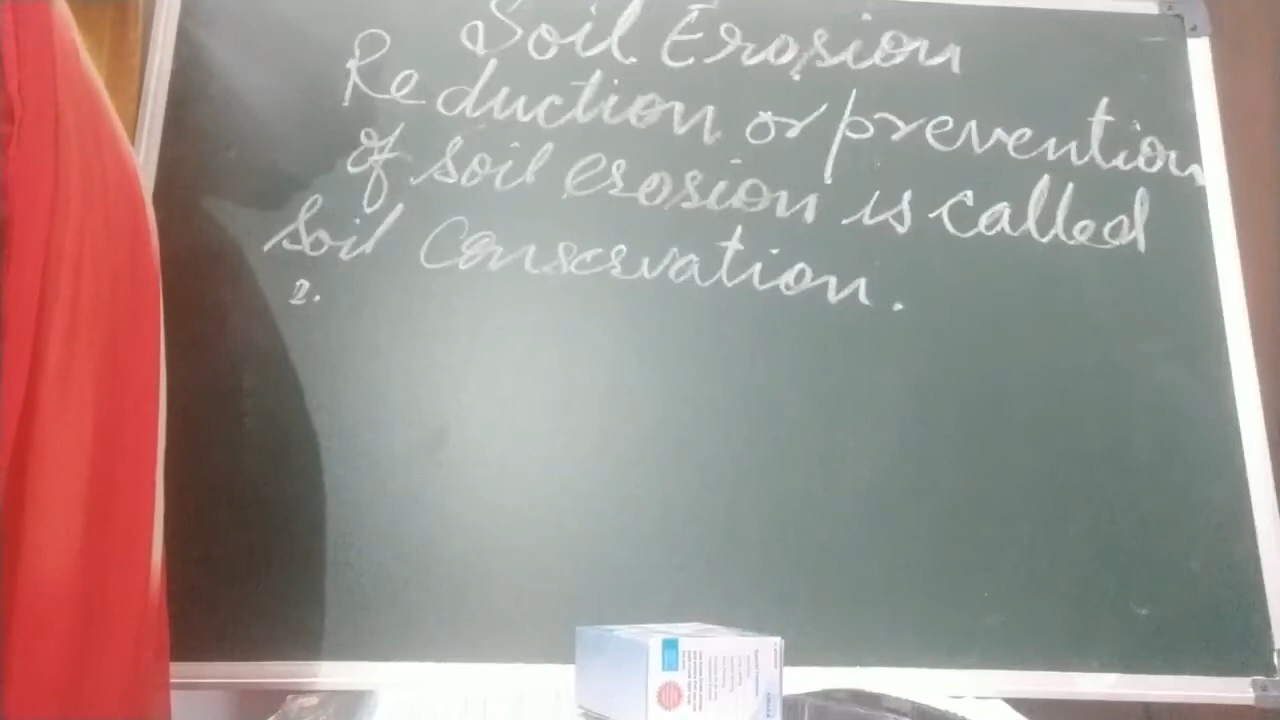 Soil Erosion
Reduction or prevention
of soil erosion is called
Soil Conservation.
2.